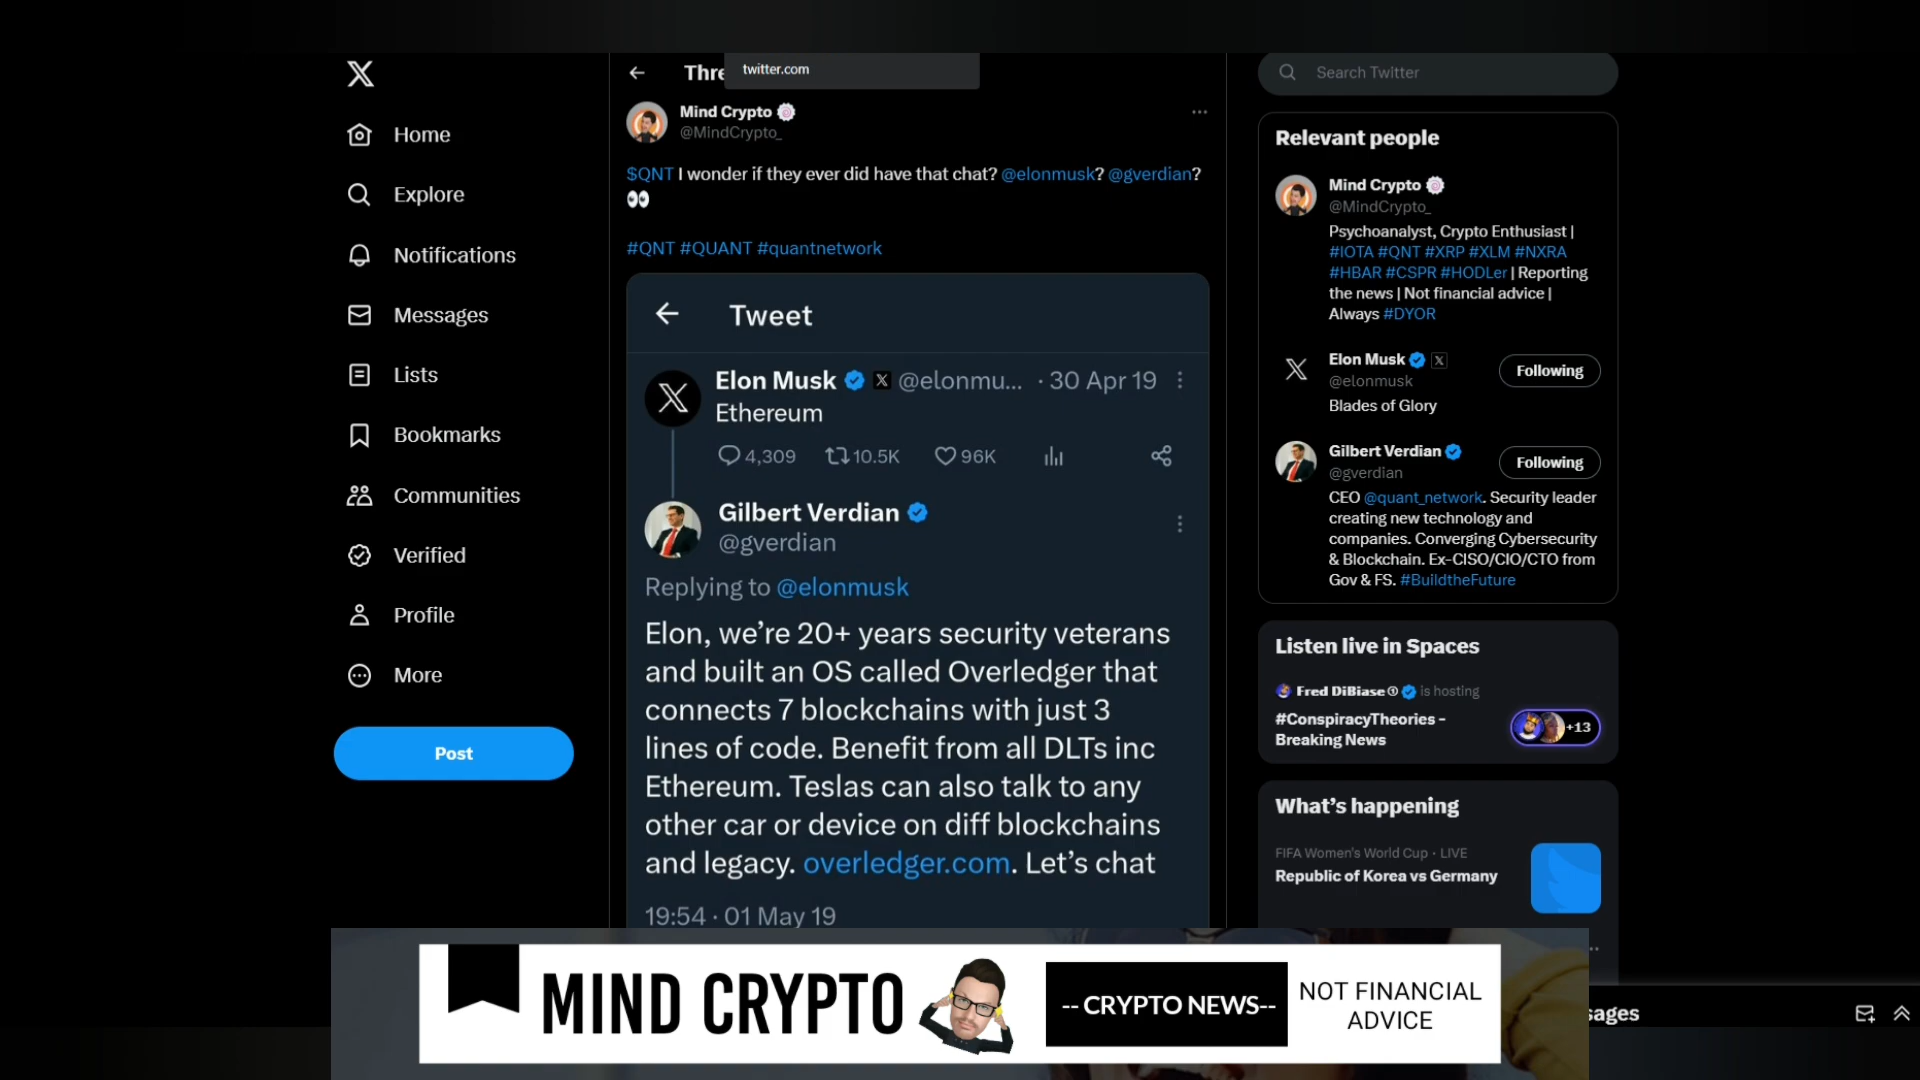 Home
Explore
Notifications
Messages
Lists
Bookmarks
Communities
Verified
Profile
More
Post
twitter.com
Mind Crypto
@MindCrypto_
$QNT I wonder if they ever did have that chat? @elonmusk? @gverdian?
👀
#QNT #QUANT #quantnetwork
Tweet
Elon Musk @elonmu... · 30 Apr 19
Ethereum
4,309 10.5K 96K
Gilbert Verdian
@gverdian
Replying to @elonmusk
Elon, we’re 20+ years security veterans
and built an OS called Overledger that
connects 7 blockchains with just 3
lines of code. Benefit from all DLTs inc
Ethereum. Teslas can also talk to any
other car or device on diff blockchains
and legacy. overledger.com. Let’s chat
19:54 · 01 May 19
Search Twitter
Relevant people
Mind Crypto
@MindCrypto_
Psychoanalyst, Crypto Enthusiast |
#IOTA #QNT #XRP #XLM #NXRA
#HBAR #CSPR #HODLer | Reporting
the news | Not financial advice |
Always #DYOR
Elon Musk
@elonmusk
Following
Blades of Glory
Gilbert Verdian
@gverdian
Following
CEO @quant_network. Security leader
creating new technology and
companies. Converging Cybersecurity
& Blockchain. Ex-CISO/CIO/CTO from
Gov & FS. #BuildtheFuture
Listen live in Spaces
Fred DiBiase is hosting
#ConspiracyTheories -
Breaking News
+13
What’s happening
FIFA Women's World Cup · LIVE
Republic of Korea vs Germany
MIND CRYPTO
-- CRYPTO NEWS--
NOT FINANCIAL
ADVICE